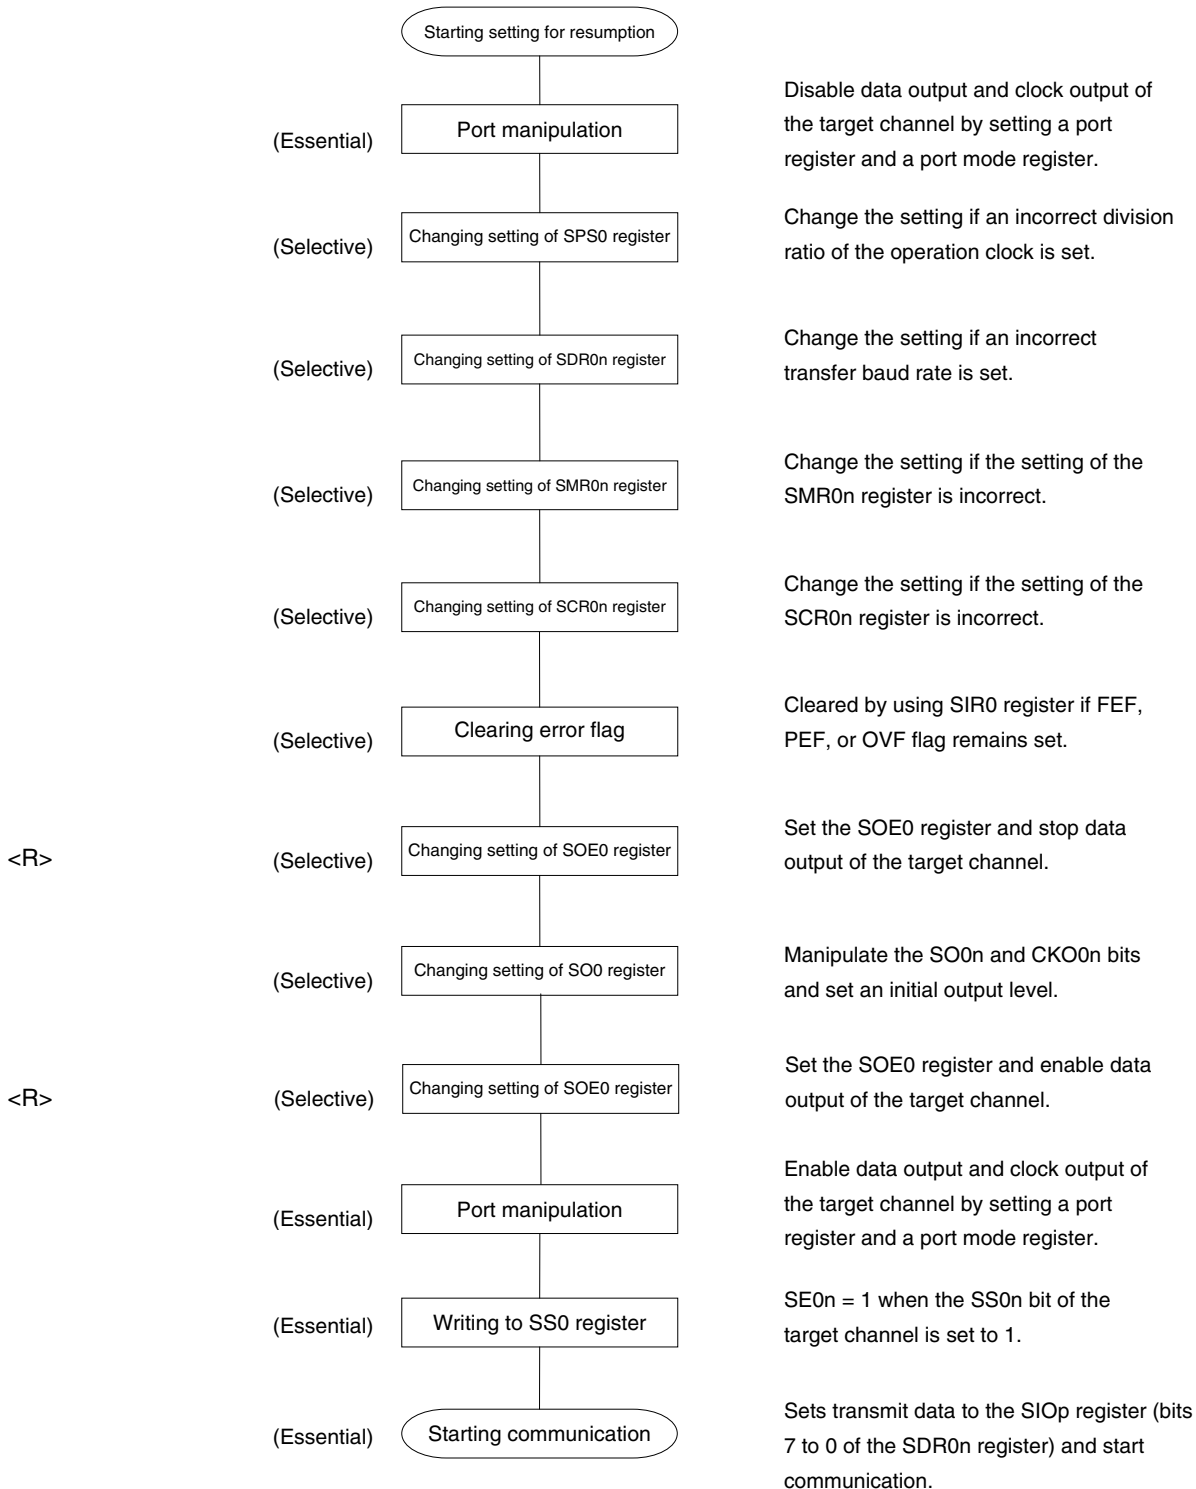 Starting setting for resumption
(Essential)
Port manipulation
Disable data output and clock output of
the target channel by setting a port
register and a port mode register.
(Selective)
Changing setting of SPS0 register
Change the setting if an incorrect division
ratio of the operation clock is set.
(Selective)
Changing setting of SDR0n register
Change the setting if an incorrect
transfer baud rate is set.
(Selective)
Changing setting of SMR0n register
Change the setting if the setting of the
SMR0n register is incorrect.
(Selective)
Changing setting of SCR0n register
Change the setting if the setting of the
SCR0n register is incorrect.
(Selective)
Clearing error flag
Cleared by using SIR0 register if FEF,
PEF, or OVF flag remains set.
<R>
(Selective)
Changing setting of SOE0 register
Set the SOE0 register and stop data
output of the target channel.
(Selective)
Changing setting of SO0 register
Manipulate the SO0n and CKO0n bits
and set an initial output level.
<R>
(Selective)
Changing setting of SOE0 register
Set the SOE0 register and enable data
output of the target channel.
(Essential)
Port manipulation
Enable data output and clock output of
the target channel by setting a port
register and a port mode register.
(Essential)
Writing to SS0 register
SE0n = 1 when the SS0n bit of the
target channel is set to 1.
(Essential)
Starting communication
Sets transmit data to the SIOp register (bits
7 to 0 of the SDR0n register) and start
communication.